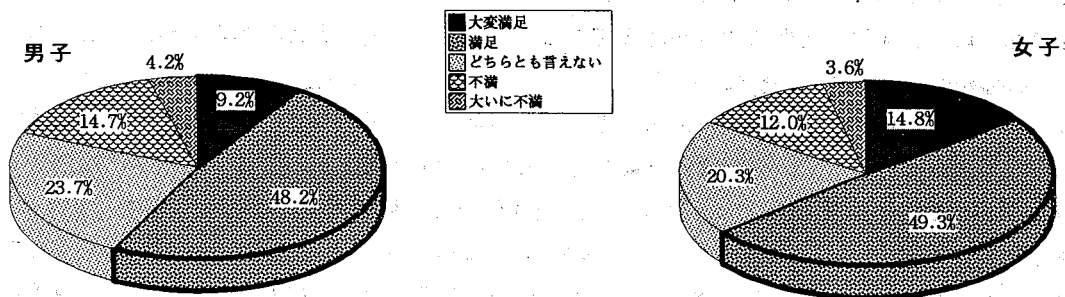 男子
4.2%
9.2%
14.7%
23.7%
48.2%
大変満足
満足
どちらとも言えない
不満
大いに不満
女子
3.6%
14.8%
12.0%
20.3%
49.3%